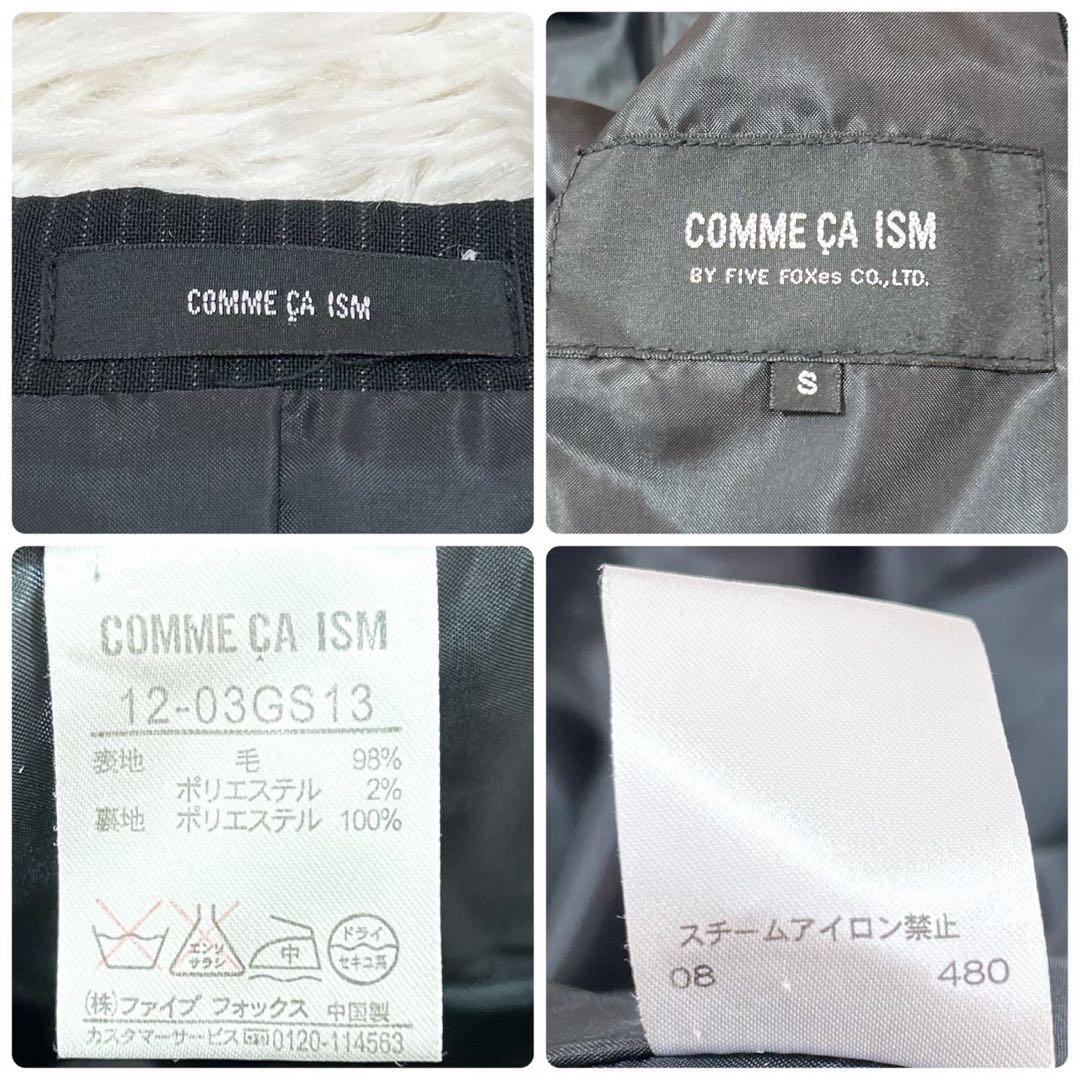 COMME ÇA ISM
COMME ÇA ISM
BY FIVE FOXes CO.,LTD.
S
COMME ÇA ISM
12-03GS13
表地 毛 98%
ポリエステル 2%
裏地 ポリエステル 100%
エンソサラシ 中 ドライ セキユ系
(株)ファイブ フォックス 中国製
カスタマーサービス 0120-114563
スチームアイロン禁止
08 480